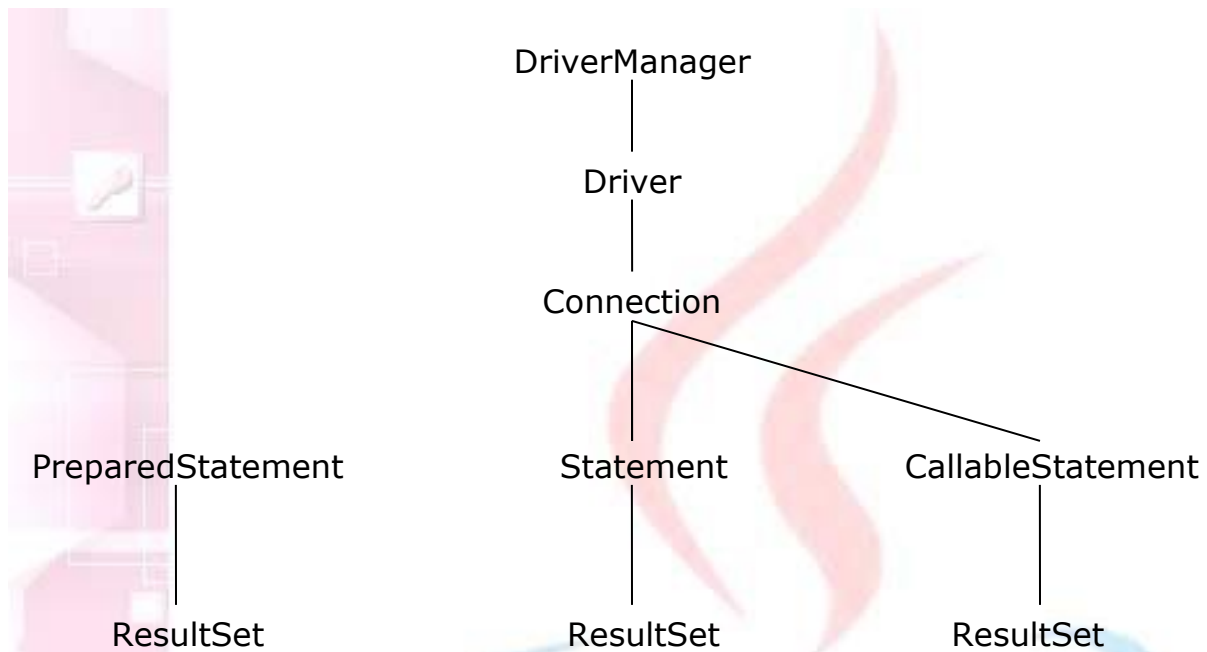 DriverManager
Driver
Connection
PreparedStatement Statement CallableStatement
ResultSet ResultSet ResultSet